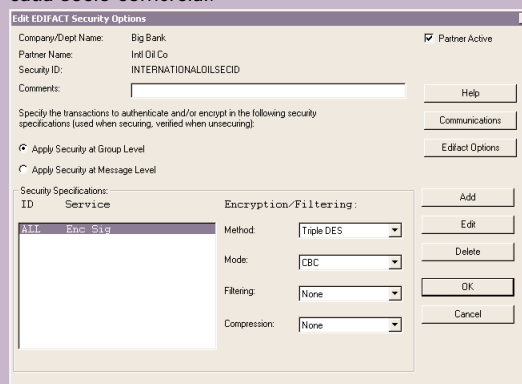 Edit EDIFACT Security Options
Company/Dept Name: Big Bank
Partner Active
Partner Name: Intl Oil Co
Security ID: INTERNATIONALOILSECID
Comments:
Help
Specify the transactions to authenticate and/or encrypt in the following security
specifications (used when securing, verified when unsecuring):
Communications
Apply Security at Group Level
Edifact Options
Apply Security at Message Level
Security Specifications:
ID Service
Encryption/Filtering:
Add
ALL Enc Sig
Method: Triple DES
Edit
Mode: CBC
Delete
Filtering: None
OK
Compression: None
Cancel